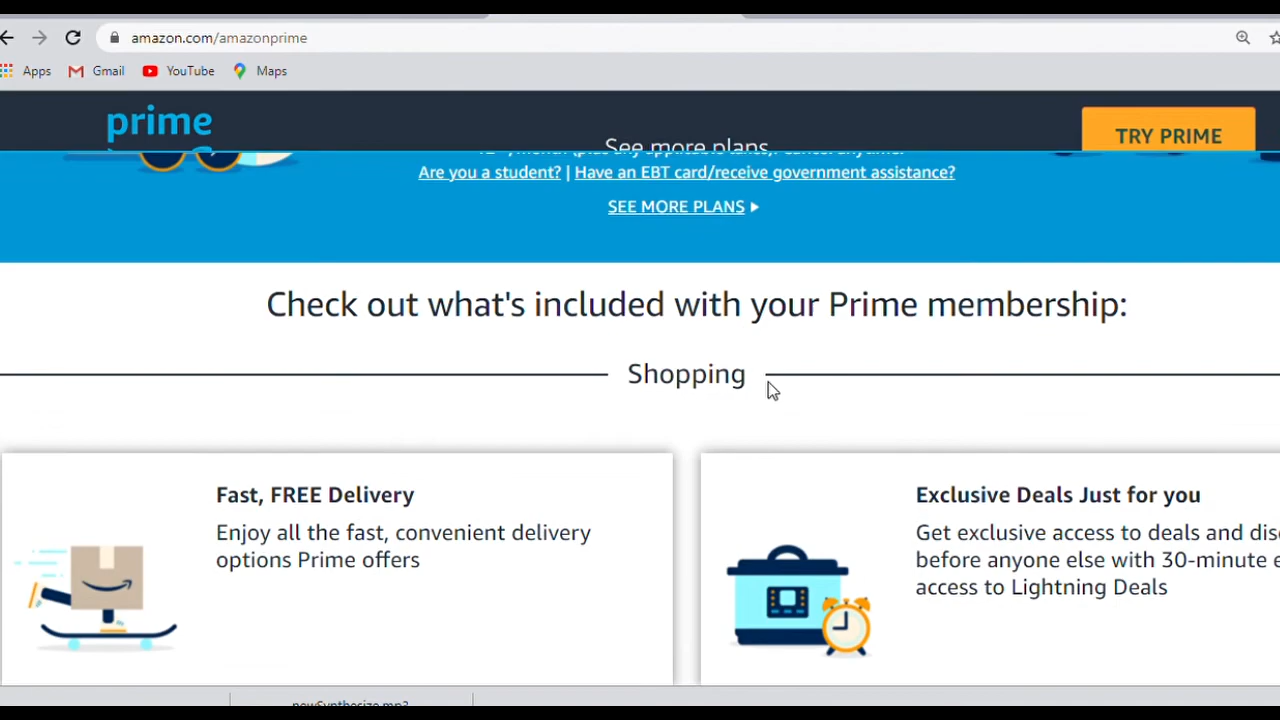 amazon.com/amazonprime
Apps Gmail YouTube Maps
prime
See more plans
TRY PRIME
Are you a student? | Have an EBT card/receive government assistance?
SEE MORE PLANS
Check out what's included with your Prime membership:
Shopping
Fast, FREE Delivery
Enjoy all the fast, convenient delivery
options Prime offers
Exclusive Deals Just for you
Get exclusive access to deals and dis
before anyone else with 30-minute e
access to Lightning Deals